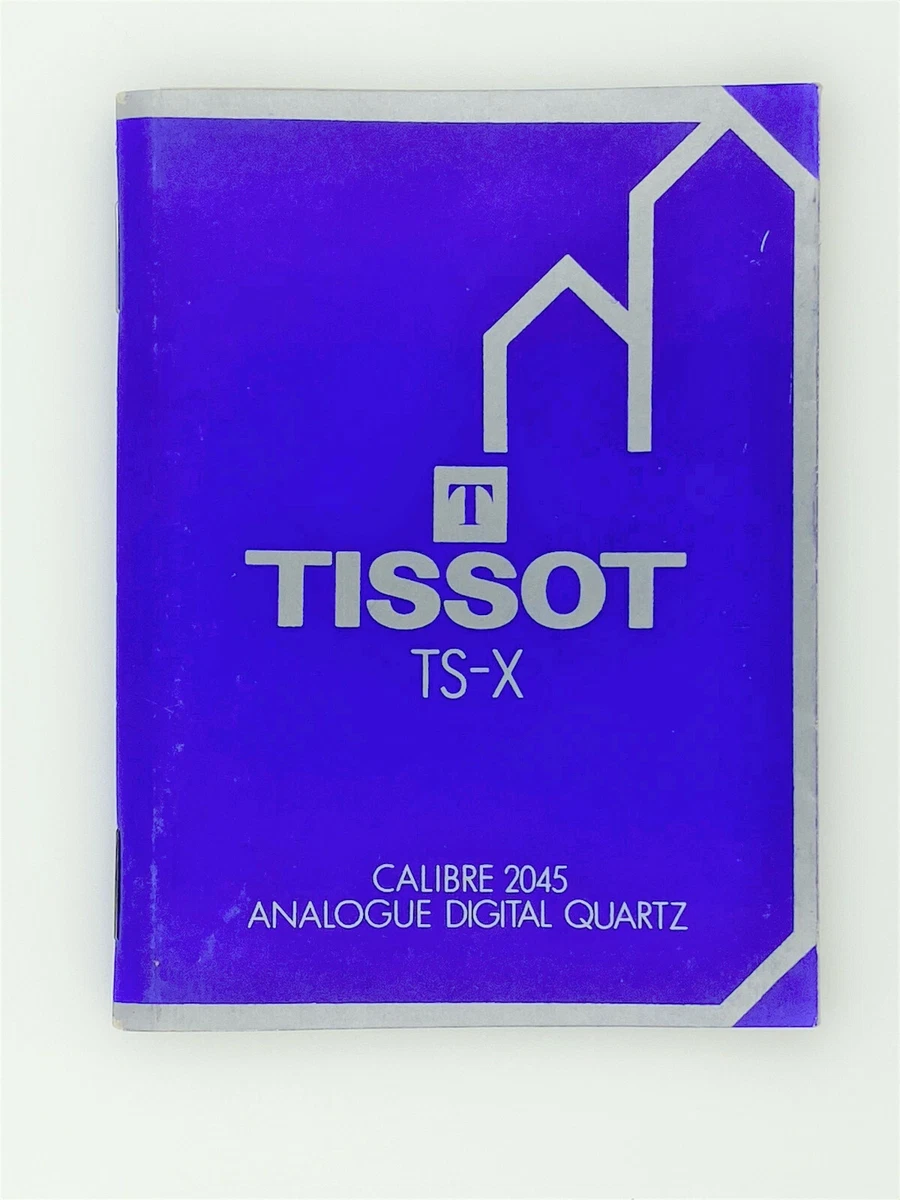 T
TISSOT
TS-X
CALIBRE 2045
ANALOGUE DIGITAL QUARTZ